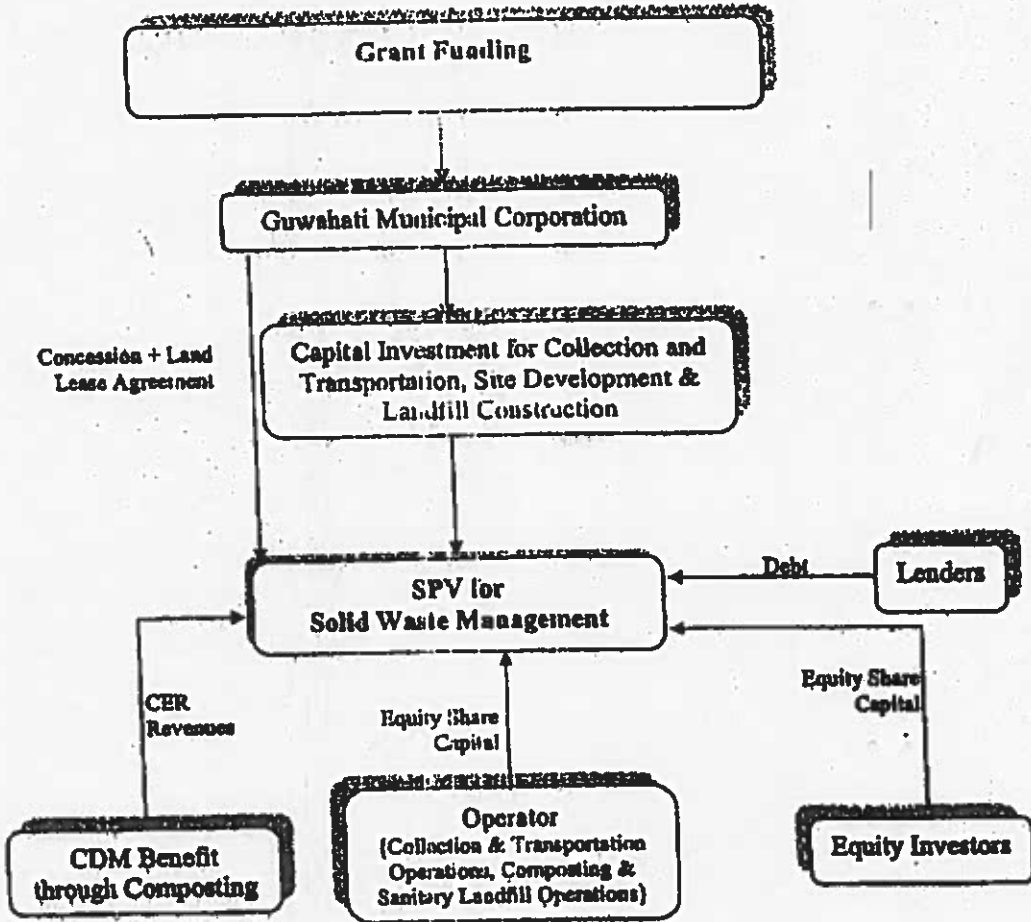 Grant Funding
Guwahati Municipal Corporation
Concession + Land
Lease Agreement
Capital Investment for Collection and
Transportation, Site Development &
Landfill Construction
SPV for
Solid Waste Management
Debt
Lenders
CER
Revenues
Equity Share
Capital
Equity Share
Capital
CDM Benefit
through Composting
Operator
{Collection & Transportation
Operations, Composting &
Sanitary Landfill Operations}
Equity Investors